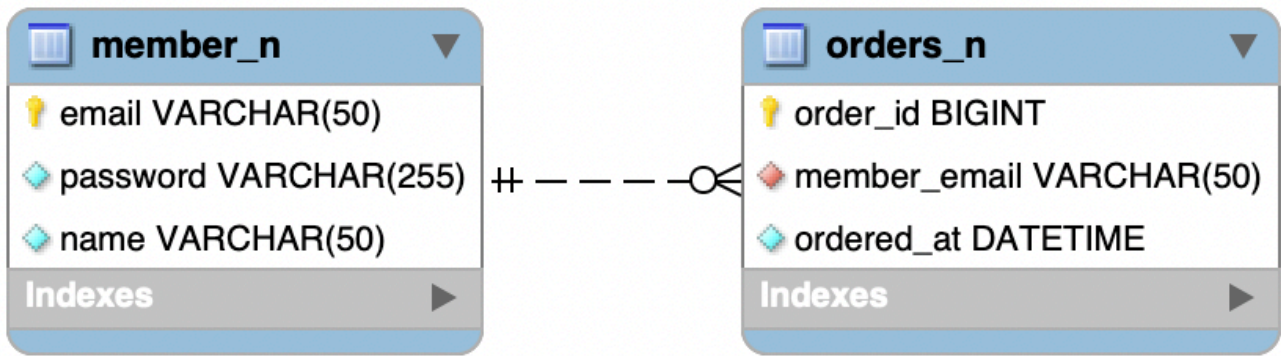 member_n
email VARCHAR(50)
password VARCHAR(255)
name VARCHAR(50)
Indexes
orders_n
order_id BIGINT
member_email VARCHAR(50)
ordered_at DATETIME
Indexes